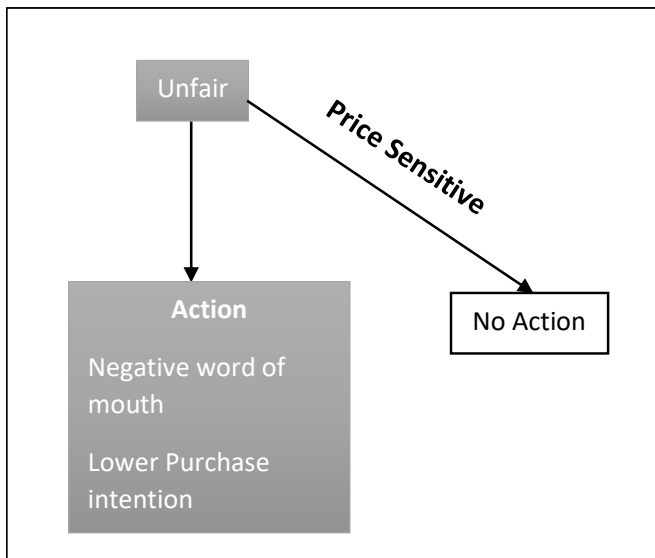 Unfair
Price Sensitive
Action
Negative word of
mouth
Lower Purchase
intention
No Action